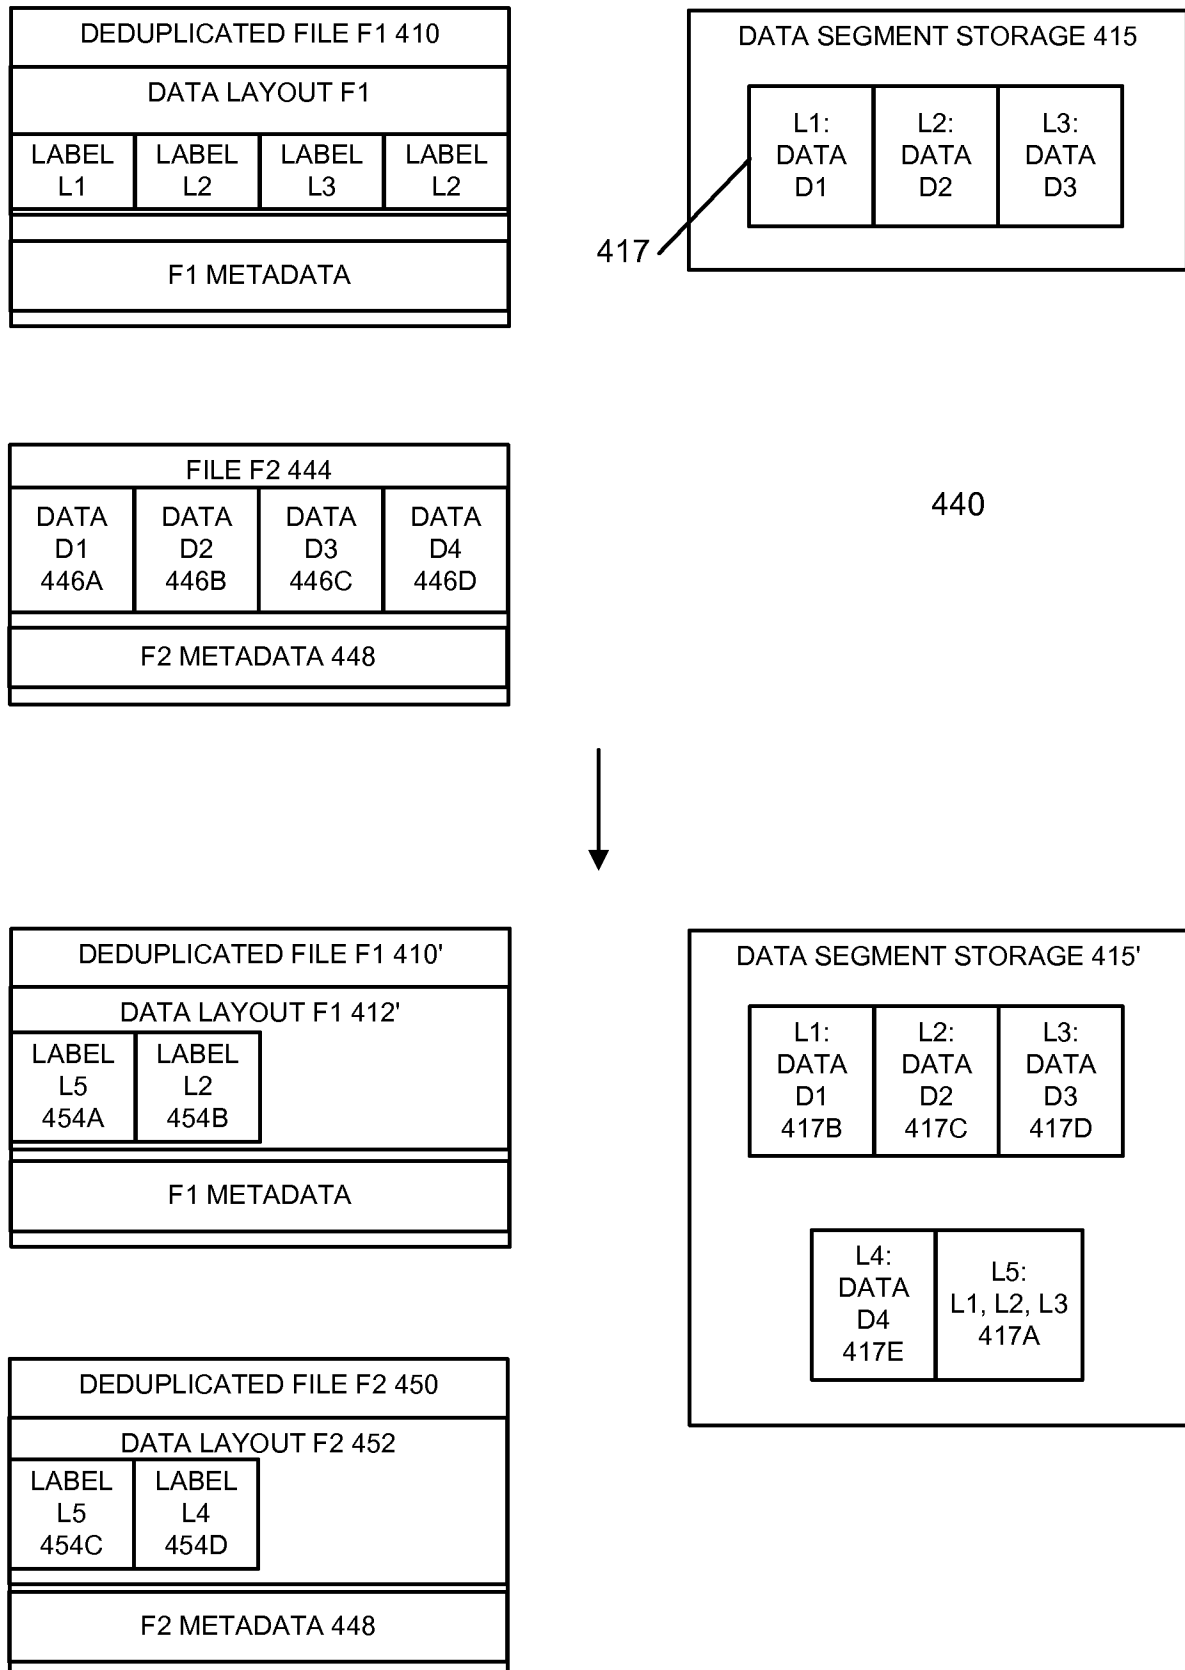 DEDUPLICATED FILE F1 410
DATA LAYOUT F1
LABEL L1
LABEL L2
LABEL L3
LABEL L2
F1 METADATA
DATA SEGMENT STORAGE 415
L1: DATA D1
L2: DATA D2
L3: DATA D3
417
FILE F2 444
DATA D1 446A
DATA D2 446B
DATA D3 446C
DATA D4 446D
F2 METADATA 448
440
DEDUPLICATED FILE F1 410'
DATA LAYOUT F1 412'
LABEL L5 454A
LABEL L2 454B
F1 METADATA
DATA SEGMENT STORAGE 415'
L1: DATA D1 417B
L2: DATA D2 417C
L3: DATA D3 417D
L4: DATA D4 417E
L5: L1, L2, L3 417A
DEDUPLICATED FILE F2 450
DATA LAYOUT F2 452
LABEL L5 454C
LABEL L4 454D
F2 METADATA 448